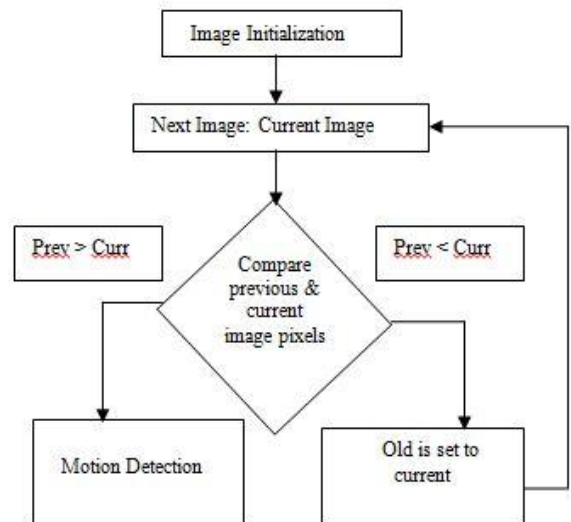 Image Initialization
Next Image: Current Image
Prev > Curr
Prev < Curr
Compare
previous &
current
image pixels
Motion Detection
Old is set to
current